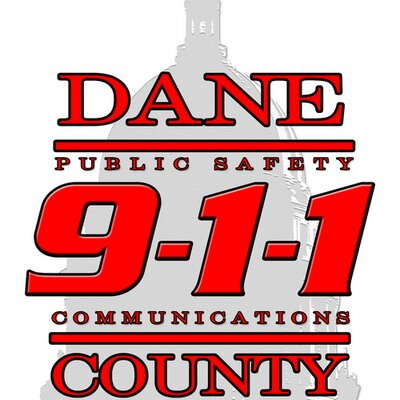 DANE
PUBLIC SAFETY
9-1-1
COMMUNICATIONS
COUNTY